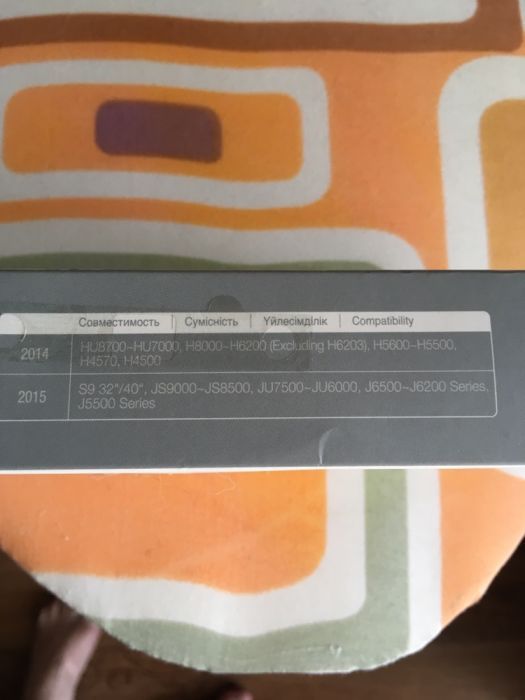 Совместимость Сумісність Үйлесімділік Compatibility
2014 HU8700~HU7000, H8000~H6200 (Excluding H6203), H5600~H5500,
H4570, H4500
2015 S9 32"/40", JS9000~JS8500, JU7500~JU6000, J6500~J6200 Series,
J5500 Series